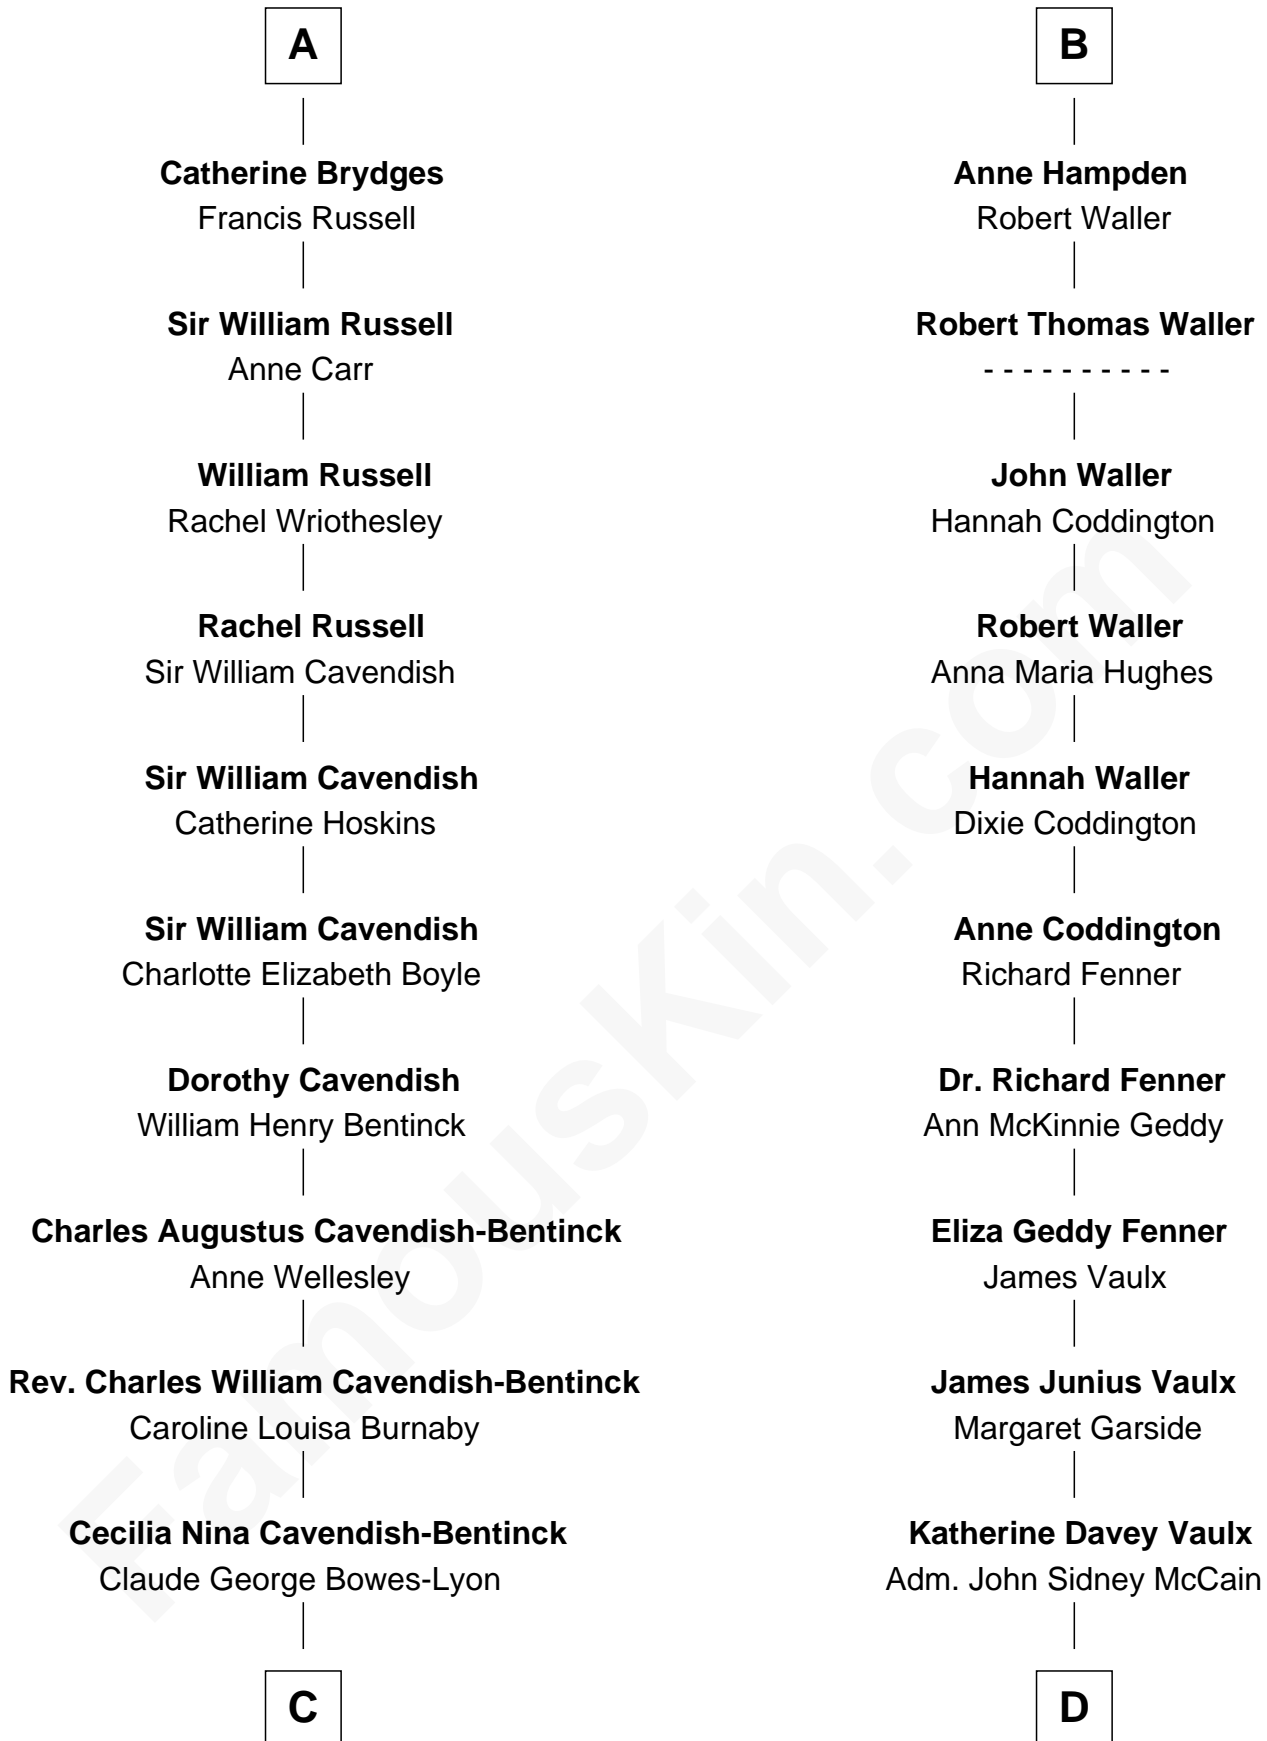 A
Catherine Brydges
Francis Russell
Sir William Russell
Anne Carr
William Russell
Rachel Wriothesley
Rachel Russell
Sir William Cavendish
Sir William Cavendish
Catherine Hoskins
Sir William Cavendish
Charlotte Elizabeth Boyle
Dorothy Cavendish
William Henry Bentinck
Charles Augustus Cavendish-Bentinck
Anne Wellesley
Rev. Charles William Cavendish-Bentinck
Caroline Louisa Burnaby
Cecilia Nina Cavendish-Bentinck
Claude George Bowes-Lyon
C
B
Anne Hampden
Robert Waller
Robert Thomas Waller
- - - - - - - - - -
John Waller
Hannah Coddington
Robert Waller
Anna Maria Hughes
Hannah Waller
Dixie Coddington
Anne Coddington
Richard Fenner
Dr. Richard Fenner
Ann McKinnie Geddy
Eliza Geddy Fenner
James Vaulx
James Junius Vaulx
Margaret Garside
Katherine Davey Vaulx
Adm. John Sidney McCain
D
FamousKin.com